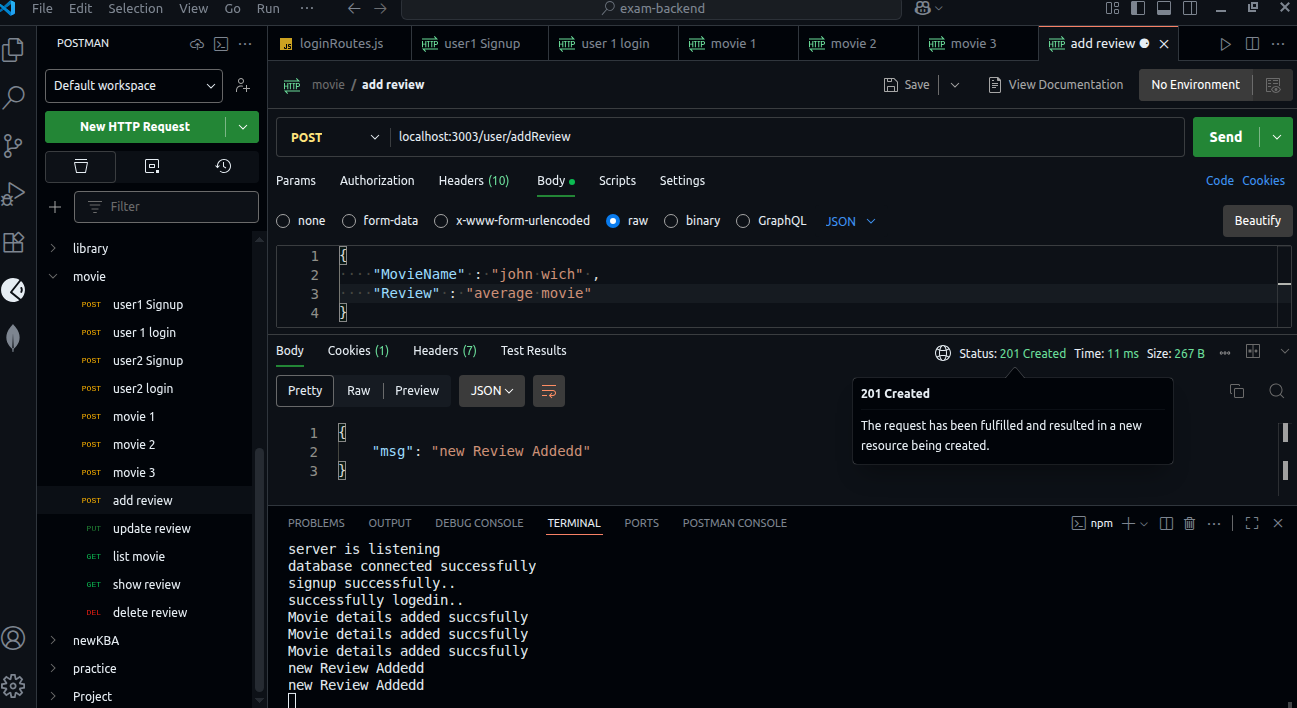 File Edit Selection View Go Run ··· exam-backend
POSTMAN
loginRoutes.js
user1 Signup
user 1 login
movie 1
movie 2
movie 3
add review
Default workspace
New HTTP Request
Filter
library
movie
POST user1 Signup
POST user 1 login
POST user2 Signup
POST user2 login
POST movie 1
POST movie 2
POST movie 3
POST add review
PUT update review
GET list movie
GET show review
DEL delete review
newKBA
practice
Project
HTTP movie / add review
Save
View Documentation
No Environment
POST localhost:3003/user/addReview
Send
Params Authorization Headers (10) Body Scripts Settings
Code Cookies
none form-data x-www-form-urlencoded raw binary GraphQL JSON
Beautify
1 {
2 "MovieName" : "john wich" ,
3 "Review" : "average movie"
4 }
Body Cookies (1) Headers (7) Test Results
Status: 201 Created Time: 11 ms Size: 267 B
Pretty Raw Preview JSON
201 Created
The request has been fulfilled and resulted in a new
resource being created.
1 {
2 "msg": "new Review Addedd"
3 }
PROBLEMS OUTPUT DEBUG CONSOLE TERMINAL PORTS POSTMAN CONSOLE
npm
server is listening
database connected successfully
signup successfully..
successfully logedin..
Movie details added succsfully
Movie details added succsfully
Movie details added succsfully
new Review Addedd
new Review Addedd